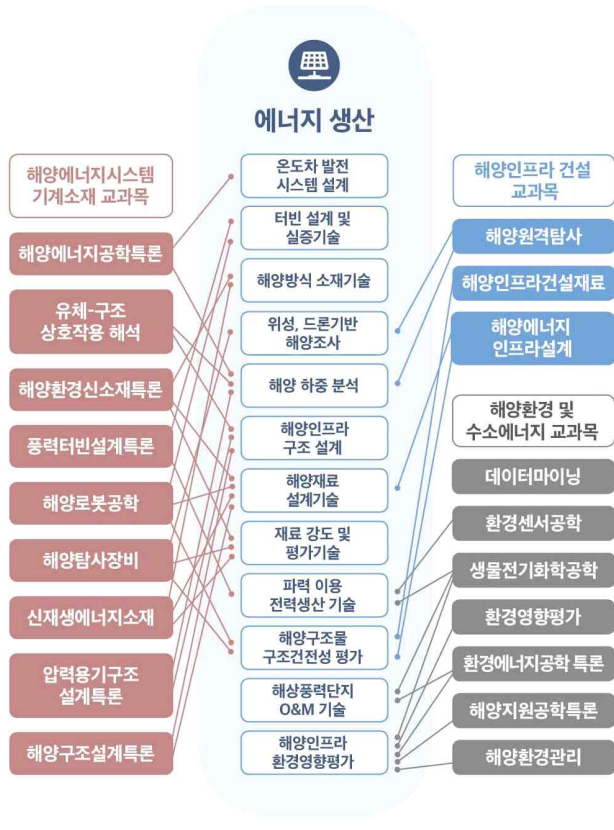 에너지 생산
해양에너지시스템
기계소재 교과목
해양에너지공학특론
유체-구조
상호작용 해석
해양환경신소재특론
풍력터빈설계특론
해양로봇공학
해양탐사장비
신재생에너지소재
압력용기구조
설계특론
해양구조설계특론
온도차 발전
시스템 설계
터빈 설계 및
실증기술
해양방식 소재기술
위성, 드론기반
해양조사
해양 하중 분석
해양인프라
구조 설계
해양재료
설계기술
재료 강도 및
평가기술
파력 이용
전력생산 기술
해양구조물
구조건전성 평가
해상풍력단지
O&M 기술
해양인프라
환경영향평가
해양인프라 건설
교과목
해양원격탐사
해양인프라건설재료
해양에너지
인프라설계
해양환경 및
수소에너지 교과목
데이터마이닝
환경센서공학
생물전기화학공학
환경영향평가
환경에너지공학 특론
해양지원공학특론
해양환경관리